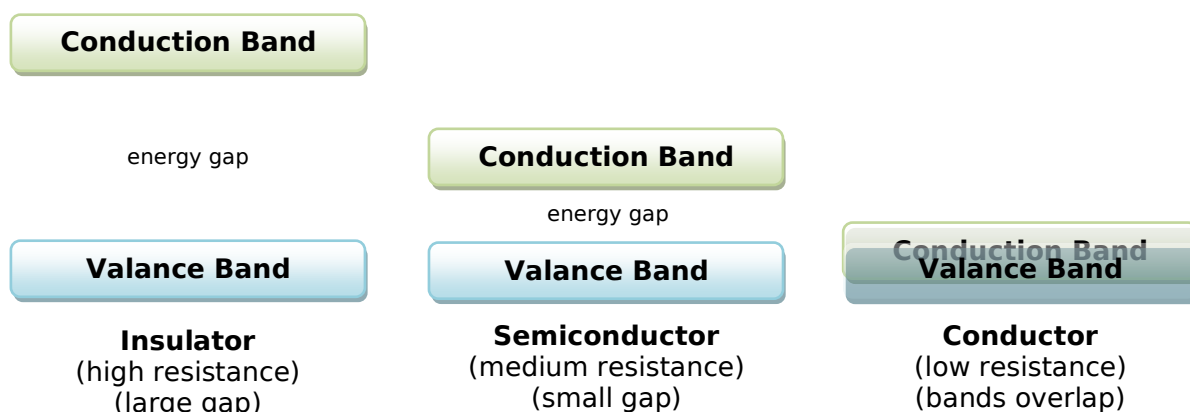 Conduction Band
energy gap
Valance Band
Insulator
(high resistance)
(large gap)
Conduction Band
energy gap
Valance Band
Semiconductor
(medium resistance)
(small gap)
Conduction Band
Valance Band
Conductor
(low resistance)
(bands overlap)